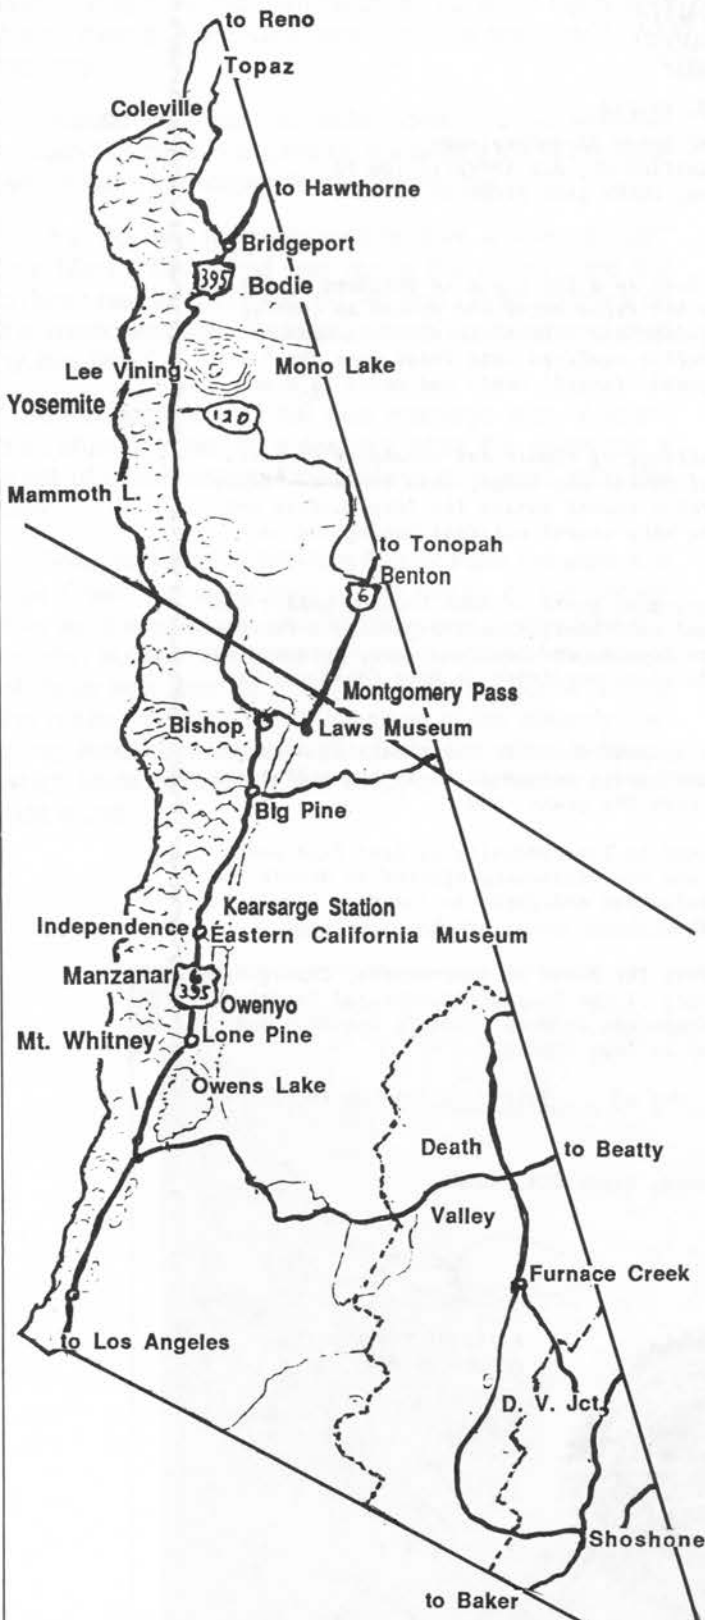 to Reno
Topaz
Coleville
to Hawthorne
Bridgeport
395
Bodie
Lee Vining
Mono Lake
Yosemite
120
Mammoth L.
to Tonopah
Benton
6
Montgomery Pass
Bishop
Laws Museum
Big Pine
Kearsarge Station
Independence
Eastern California Museum
Manzanar
6
395
Owenyo
Mt. Whitney
Lone Pine
Owens Lake
Death
to Beatty
Valley
Furnace Creek
to Los Angeles
D. V. Jct.
Shoshone
to Baker